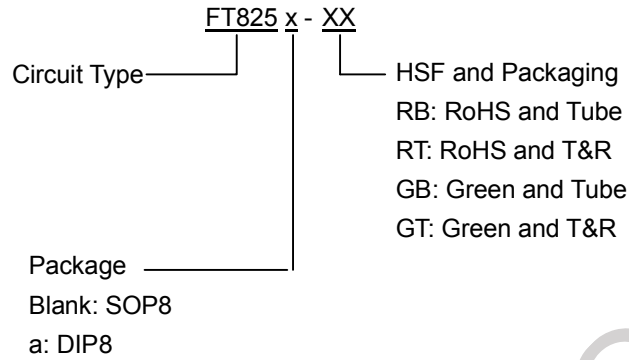 FT825 x - XX
Circuit Type
HSF and Packaging
RB: RoHS and Tube
RT: RoHS and T&R
GB: Green and Tube
GT: Green and T&R
Package
Blank: SOP8
a: DIP8